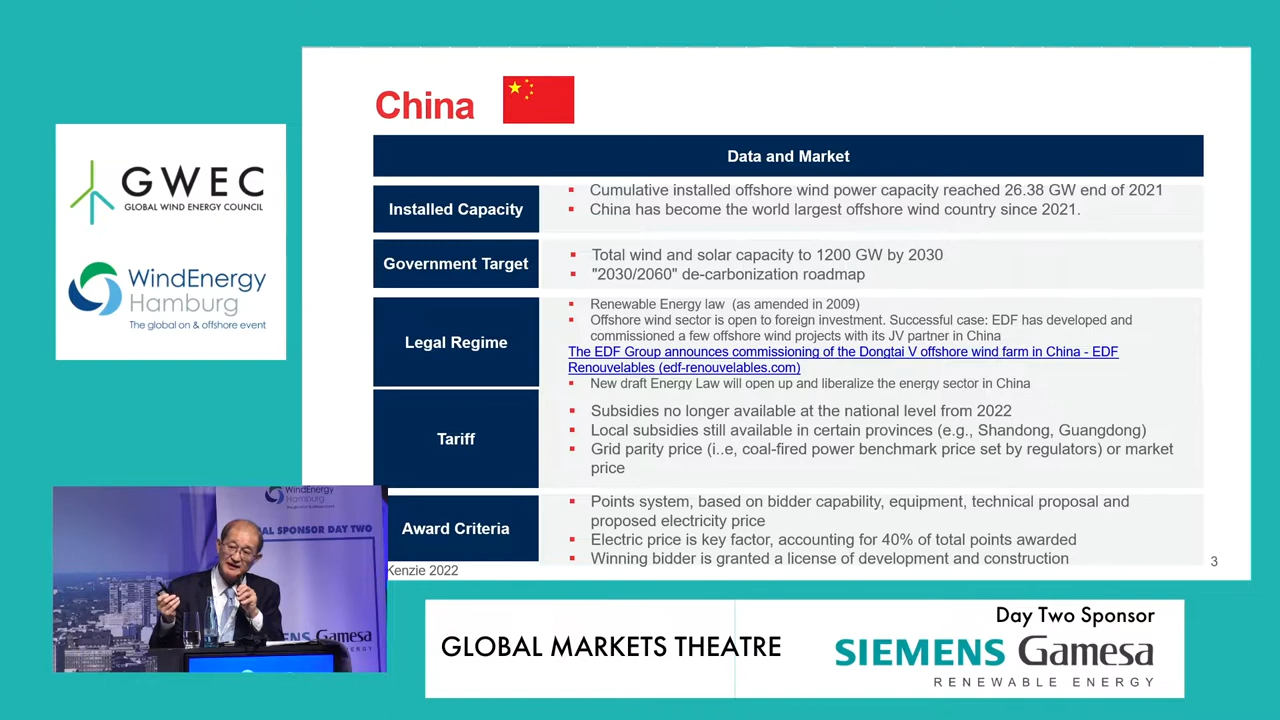 China
Data and Market
GWEC
GLOBAL WIND ENERGY COUNCIL
WindEnergy
Hamburg
The global on & offshore event
Installed Capacity
Cumulative installed offshore wind power capacity reached 26.38 GW end of 2021
China has become the world largest offshore wind country since 2021.
Government Target
Total wind and solar capacity to 1200 GW by 2030
"2030/2060" de-carbonization roadmap
Legal Regime
Renewable Energy law (as amended in 2009)
Offshore wind sector is open to foreign investment. Successful case: EDF has developed and
commissioned a few offshore wind projects with its JV partner in China
The EDF Group announces commissioning of the Dongtai V offshore wind farm in China - EDF
Renouvelables (edf-renouvelables.com)
New draft Energy Law will open up and liberalize the energy sector in China
Tariff
Subsidies no longer available at the national level from 2022
Local subsidies still available in certain provinces (e.g., Shandong, Guangdong)
Grid parity price (i..e, coal-fired power benchmark price set by regulators) or market
price
Award Criteria
Points system, based on bidder capability, equipment, technical proposal and
proposed electricity price
Electric price is key factor, accounting for 40% of total points awarded
Winning bidder is granted a license of development and construction
Kenzie 2022
3
WindEnergy
Hamburg
AL SPONSOR DAY TWO
ENS Gamesa
ENERGY
GLOBAL MARKETS THEATRE
Day Two Sponsor
SIEMENS Gamesa
RENEWABLE ENERGY